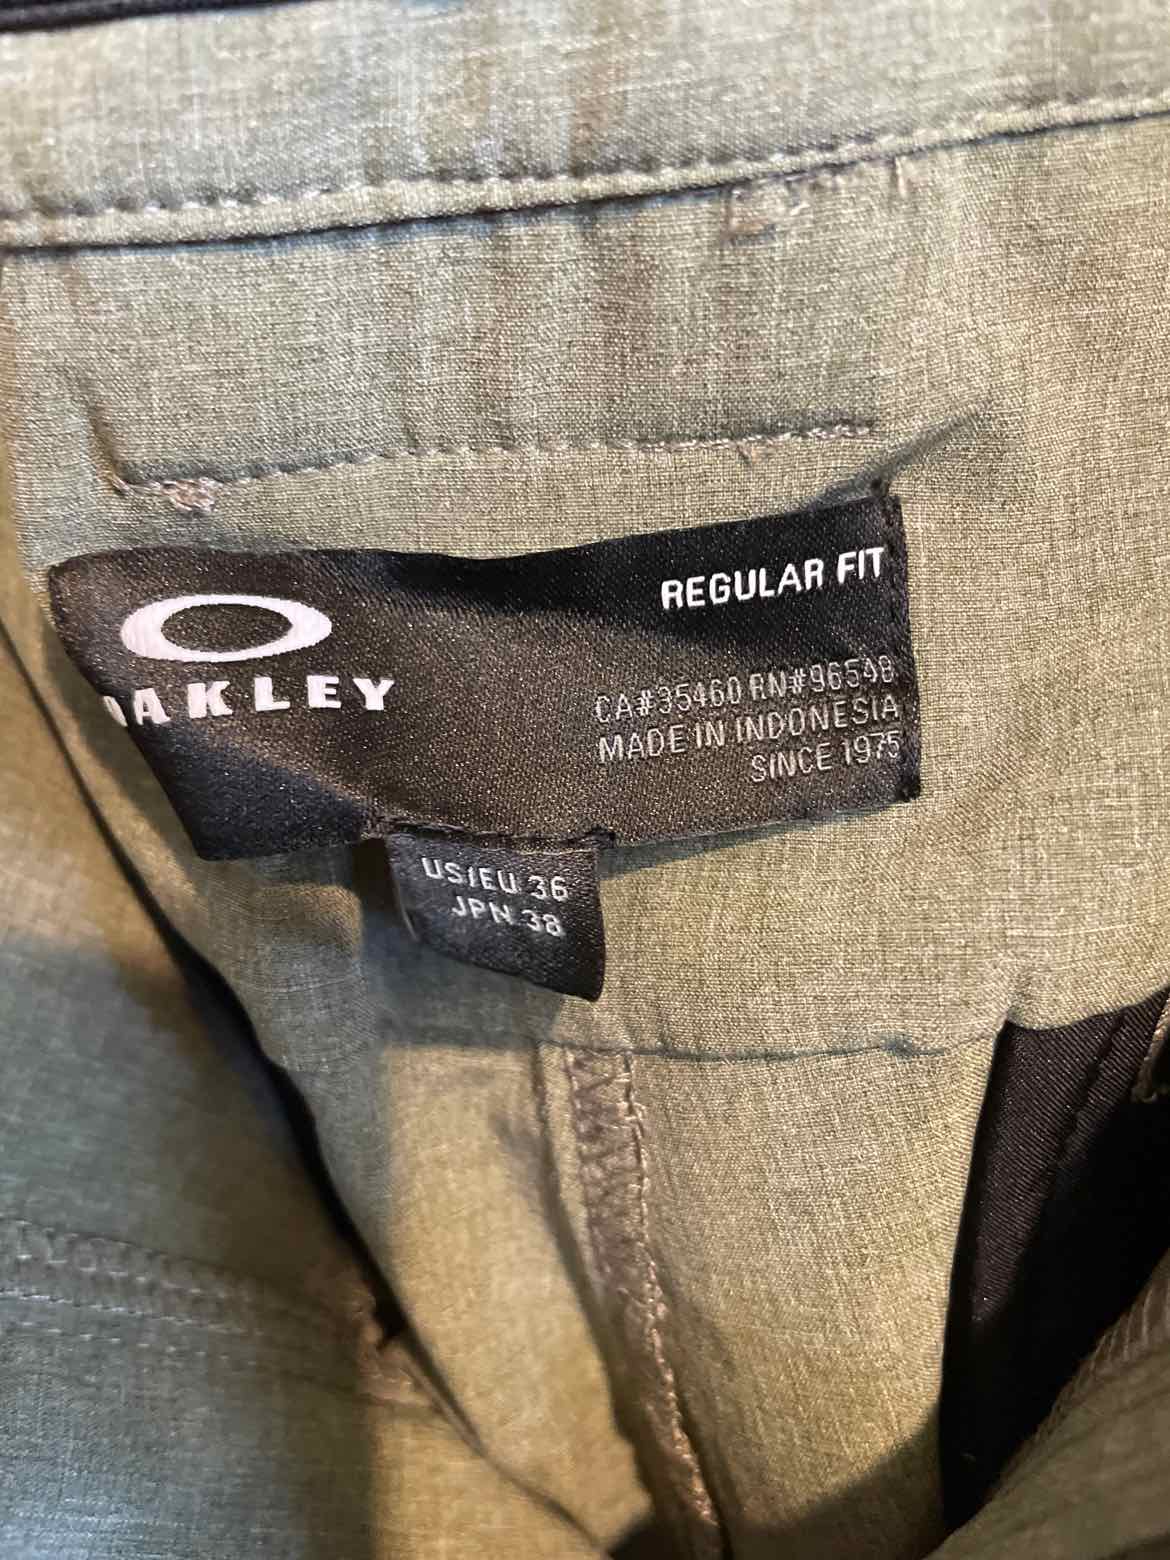 OAKLEY
REGULAR FIT
CA#35460 RN#96548
MADE IN INDONESIA
SINCE 1975
US/EU 36
JPN 38